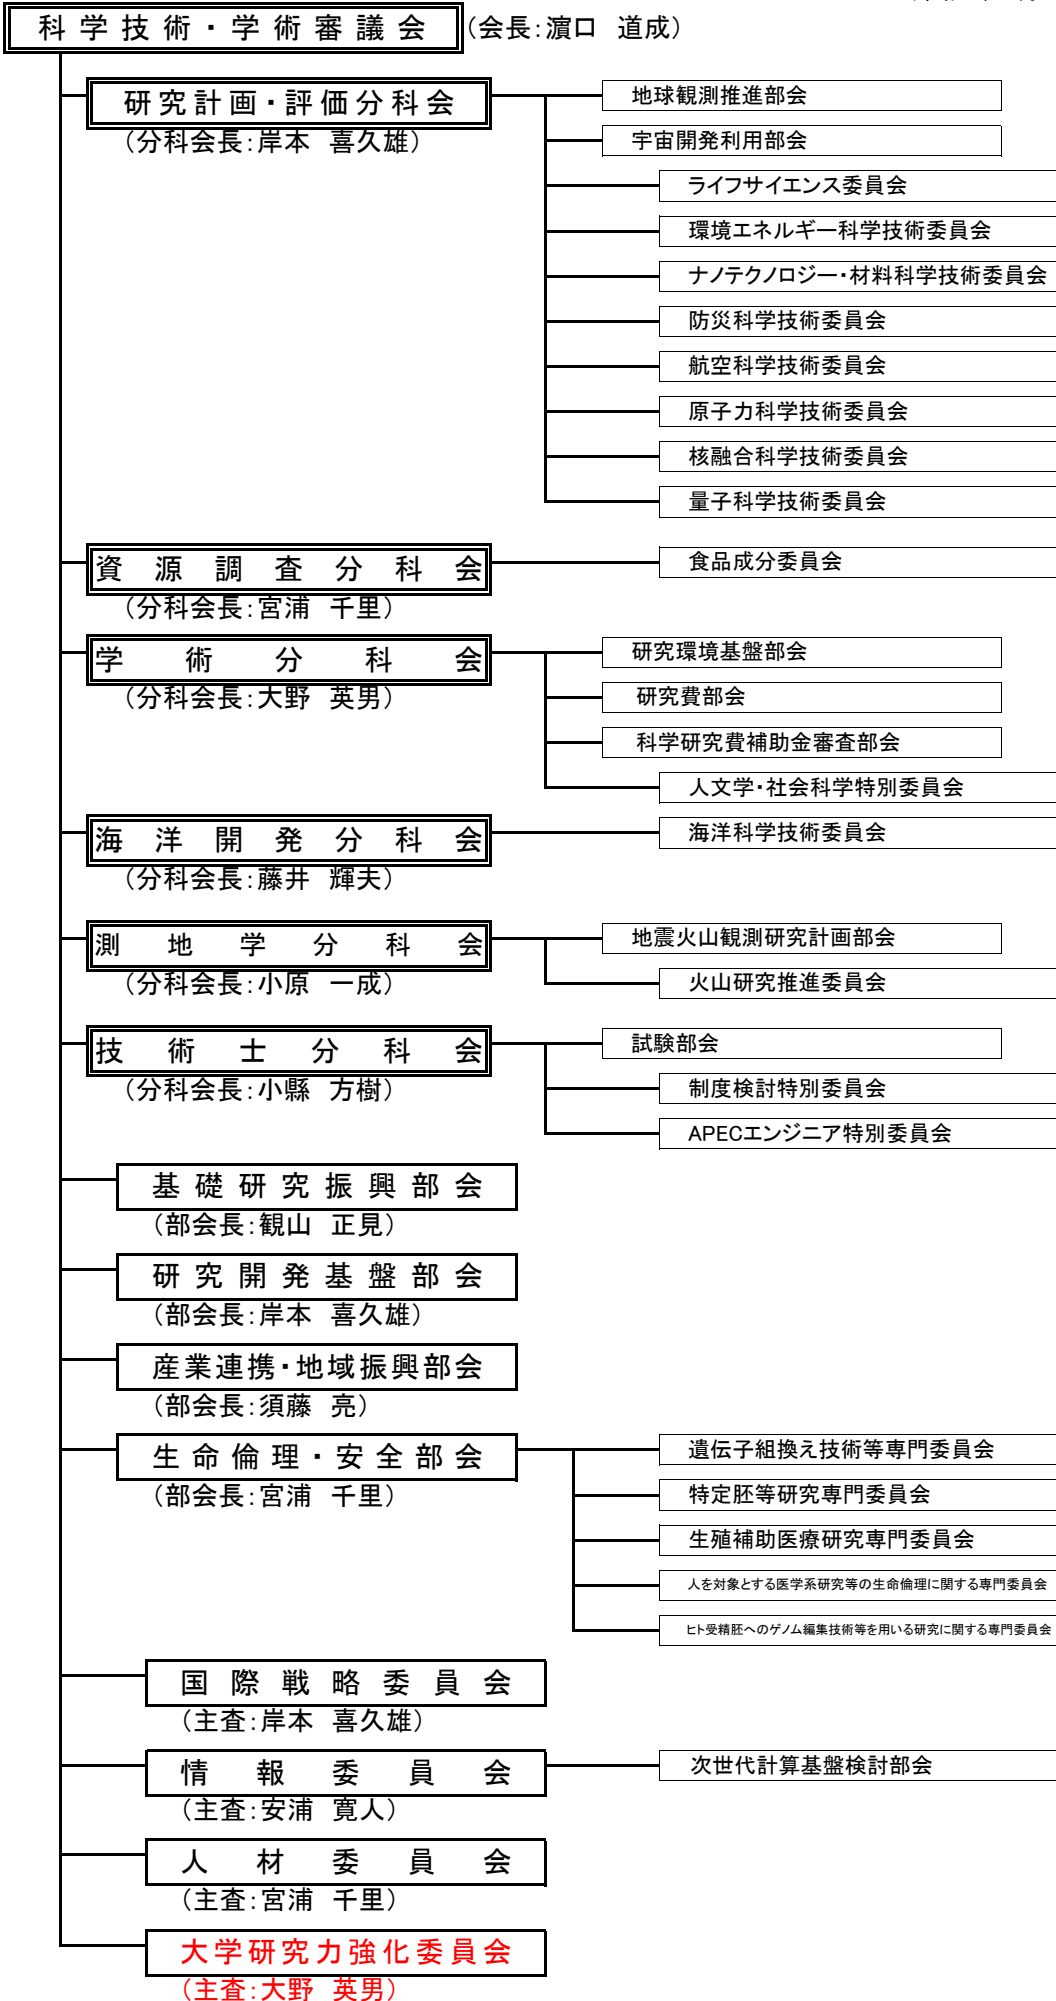 科学技術・学術審議会 (会長:濵口　道成)
研究計画・評価分科会
(分科会長:岸本　喜久雄)
地球観測推進部会
宇宙開発利用部会
ライフサイエンス委員会
環境エネルギー科学技術委員会
ナノテクノロジー・材料科学技術委員会
防災科学技術委員会
航空科学技術委員会
原子力科学技術委員会
核融合科学技術委員会
量子科学技術委員会
資源調査分科会
(分科会長:宮浦　千里)
食品成分委員会
学術分科会
(分科会長:大野　英男)
研究環境基盤部会
研究費部会
科学研究費補助金審査部会
人文学・社会科学特別委員会
海洋開発分科会
(分科会長:藤井　輝夫)
海洋科学技術委員会
測地学分科会
(分科会長:小原　一成)
地震火山観測研究計画部会
火山研究推進委員会
技術士分科会
(分科会長:小縣　方樹)
試験部会
制度検討特別委員会
APECエンジニア特別委員会
基礎研究振興部会
(部会長:観山　正見)
研究開発基盤部会
(部会長:岸本　喜久雄)
産業連携・地域振興部会
(部会長:須藤　亮)
生命倫理・安全部会
(部会長:宮浦　千里)
遺伝子組換え技術等専門委員会
特定胚等研究専門委員会
生殖補助医療研究専門委員会
人を対象とする医学系研究等の生命倫理に関する専門委員会
ヒト受精胚へのゲノム編集技術等を用いる研究に関する専門委員会
国際戦略委員会
(主査:岸本　喜久雄)
情報委員会
(主査:安浦　寛人)
次世代計算基盤検討部会
人材委員会
(主査:宮浦　千里)
大学研究力強化委員会
(主査:大野　英男)